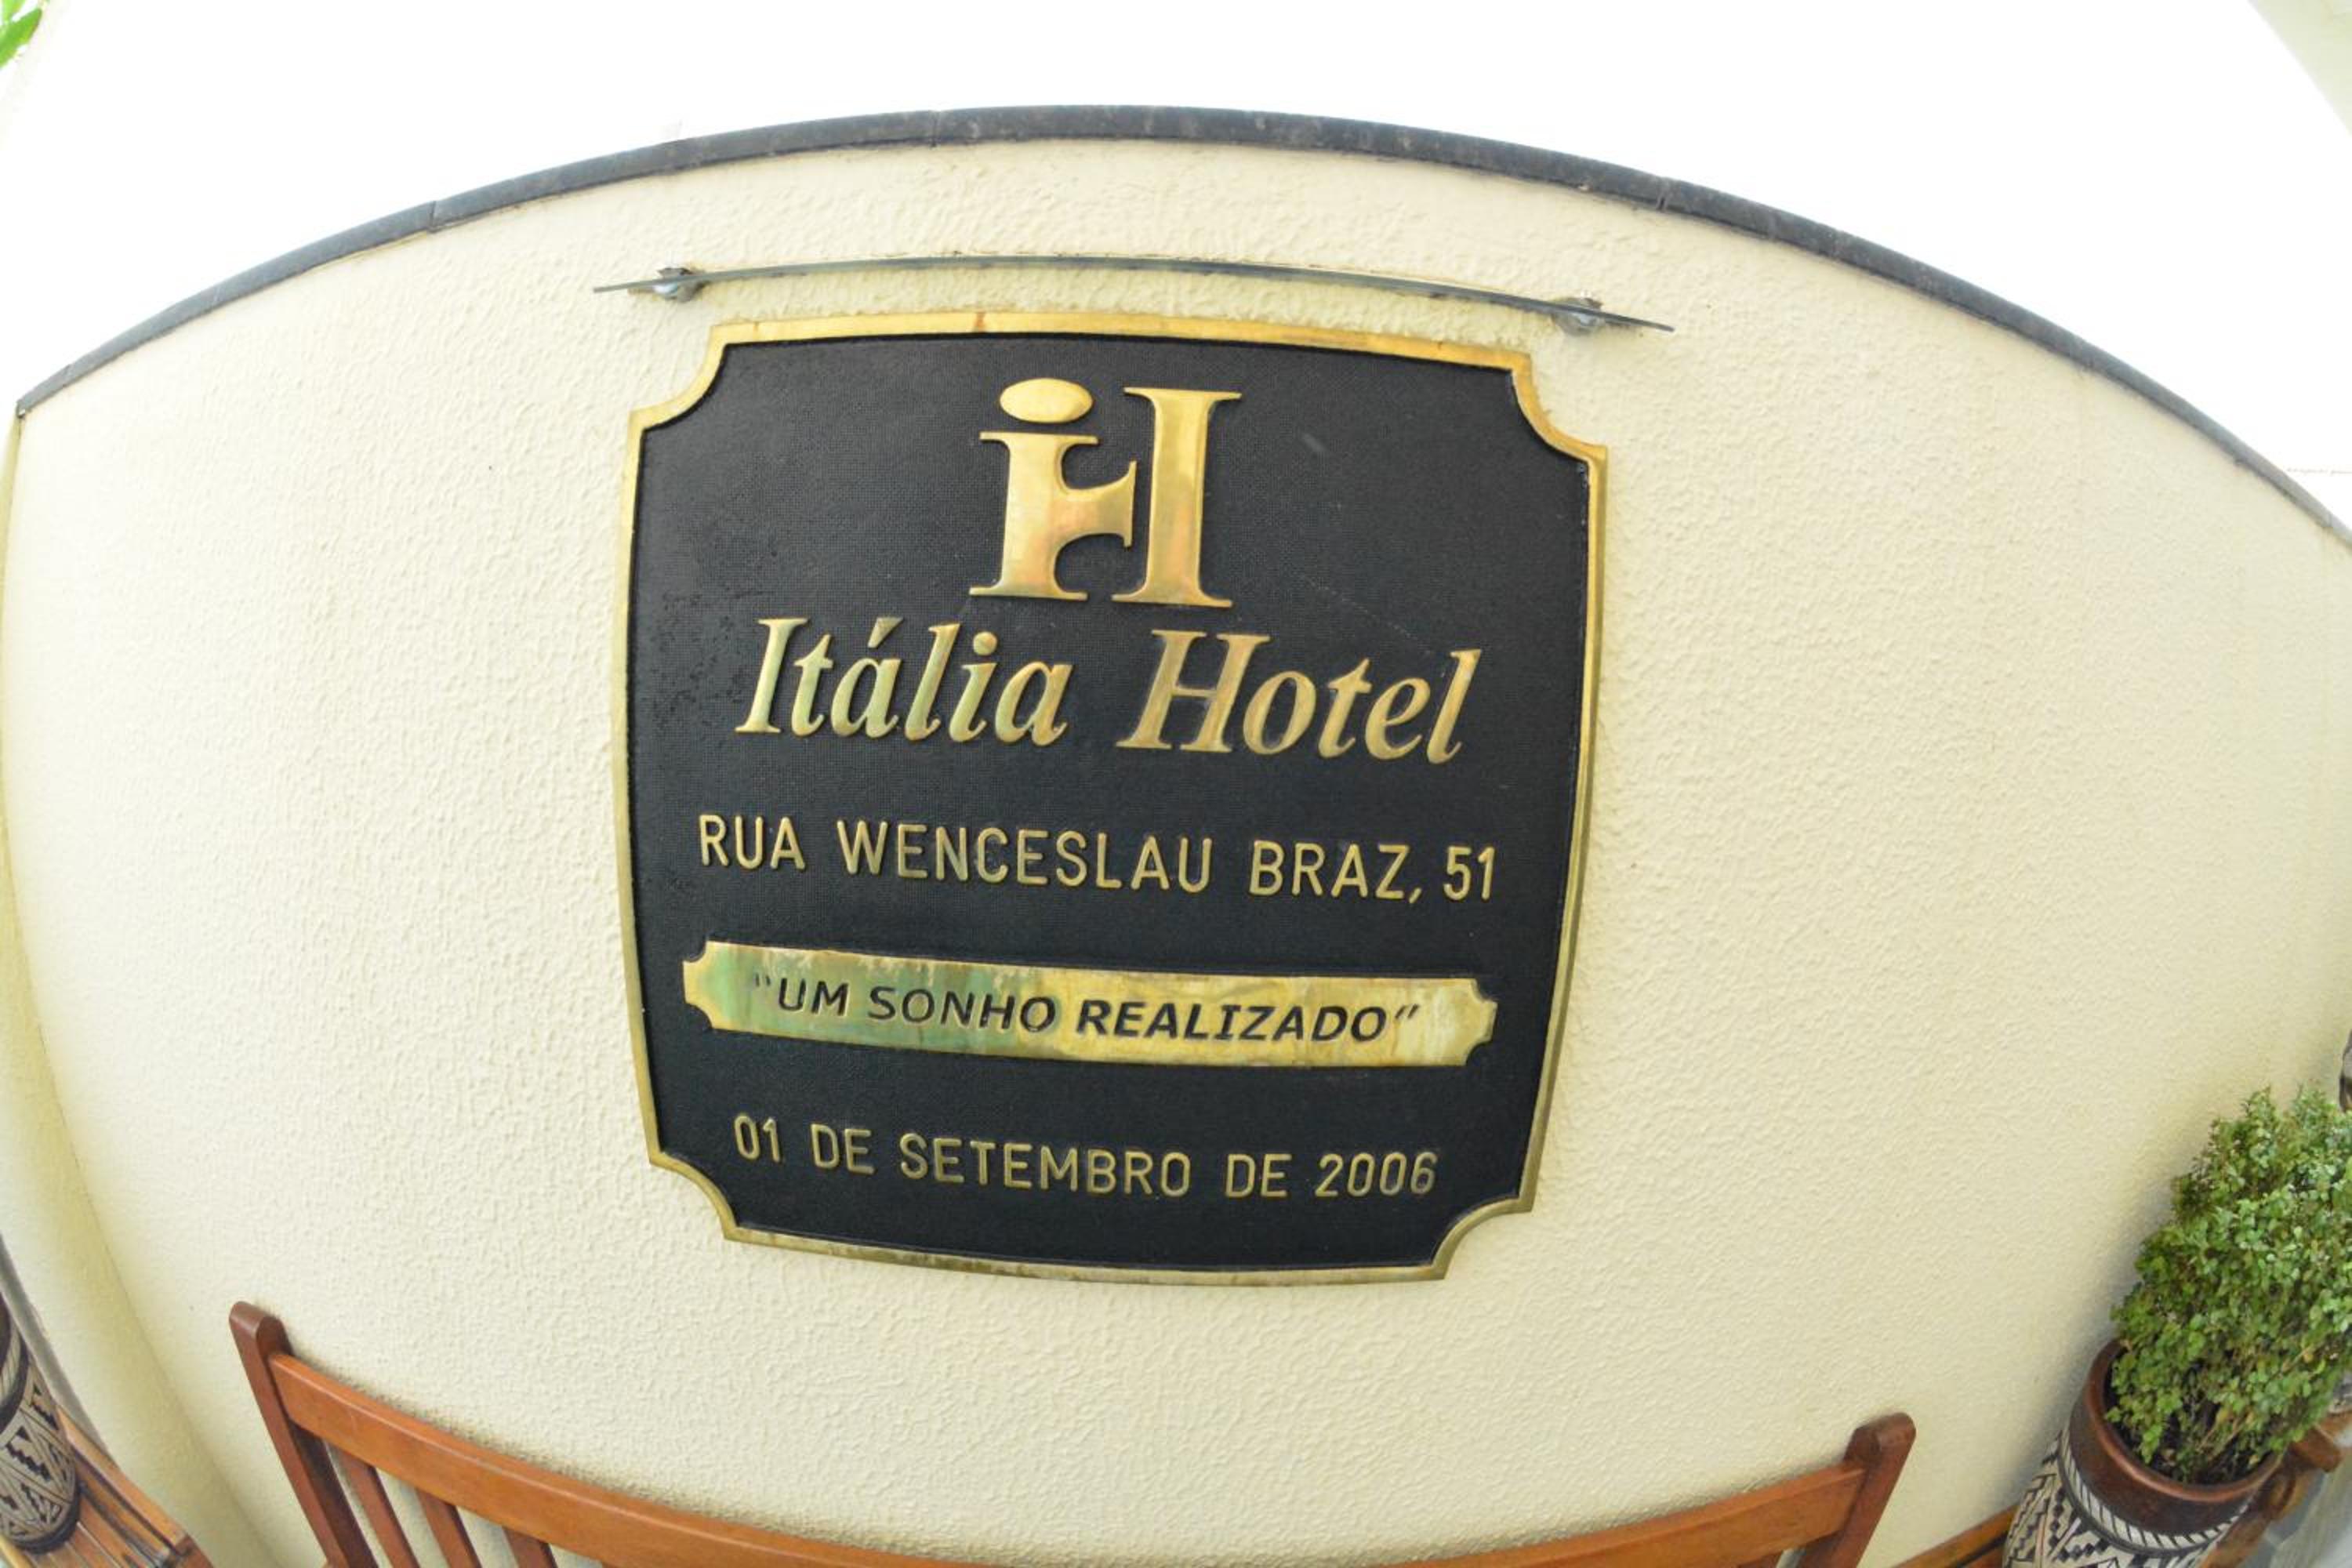 iH
Itália Hotel
RUA WENCESLAU BRAZ, 51
"UM SONHO REALIZADO"
01 DE SETEMBRO DE 2006